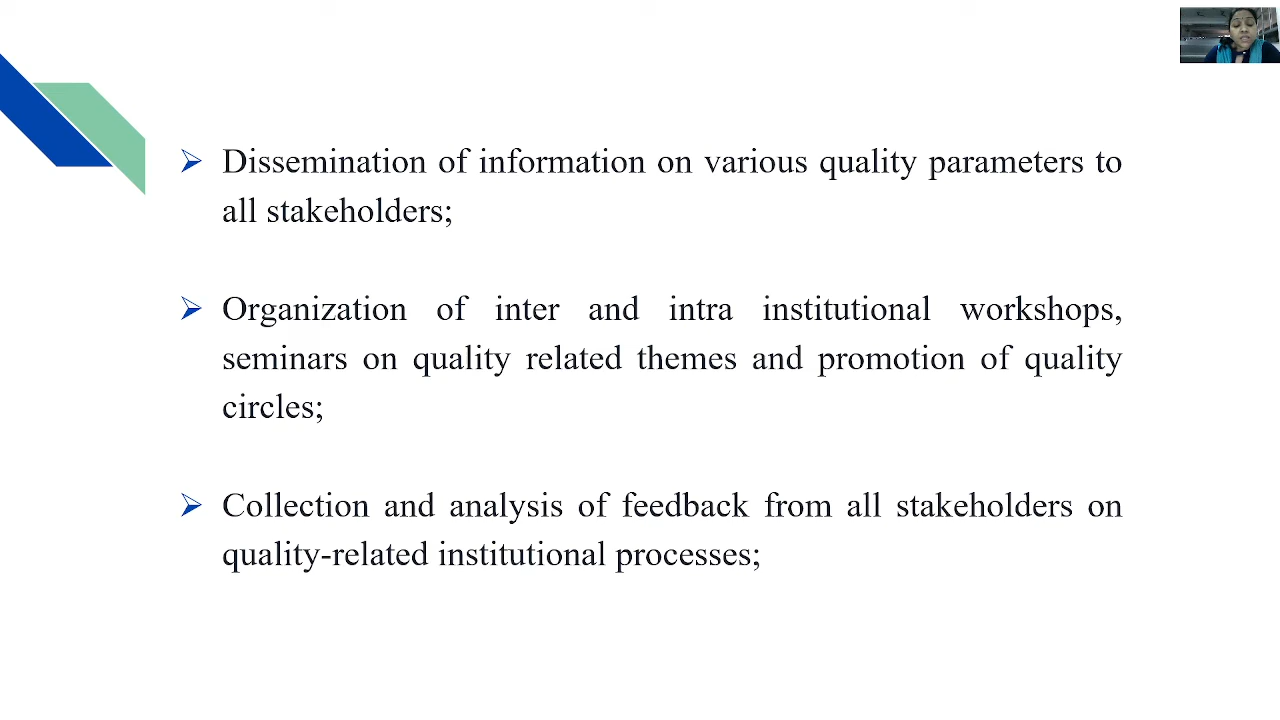 Dissemination of information on various quality parameters to
all stakeholders;
Organization of inter and intra institutional workshops,
seminars on quality related themes and promotion of quality
circles;
Collection and analysis of feedback from all stakeholders on
quality-related institutional processes;